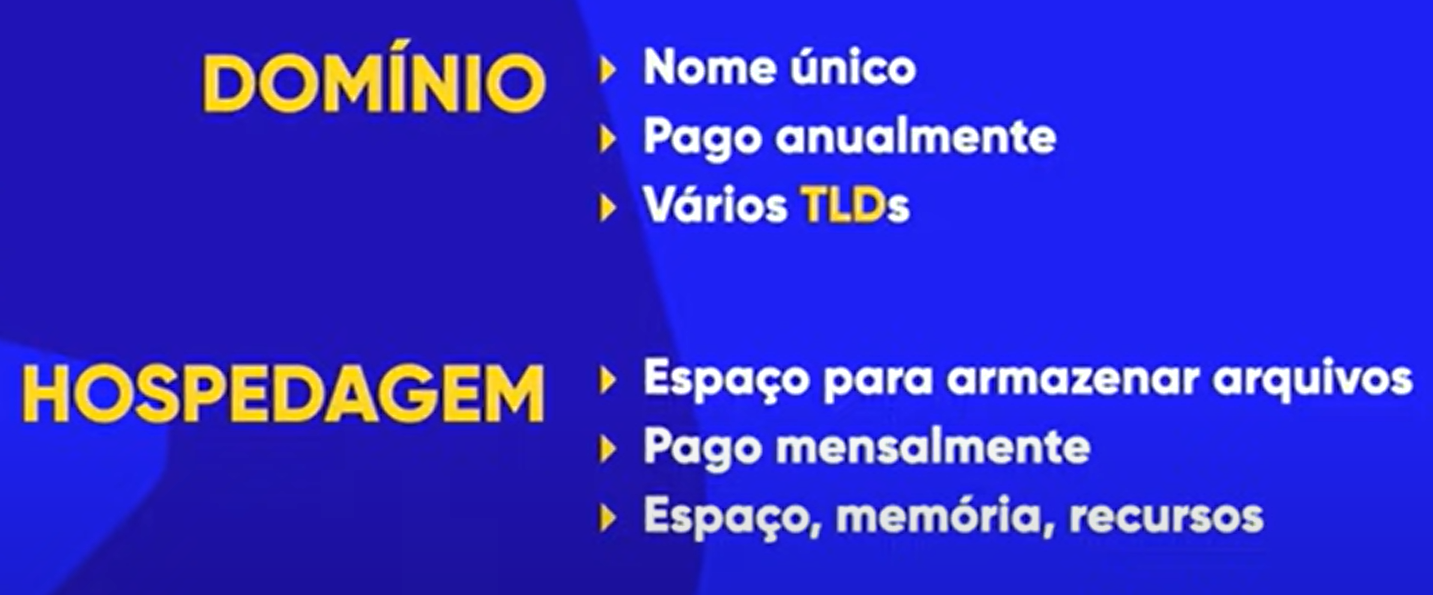 DOMÍNIO
Nome único
Pago anualmente
Vários TLDs
HOSPEDAGEM
Espaço para armazenar arquivos
Pago mensalmente
Espaço, memória, recursos